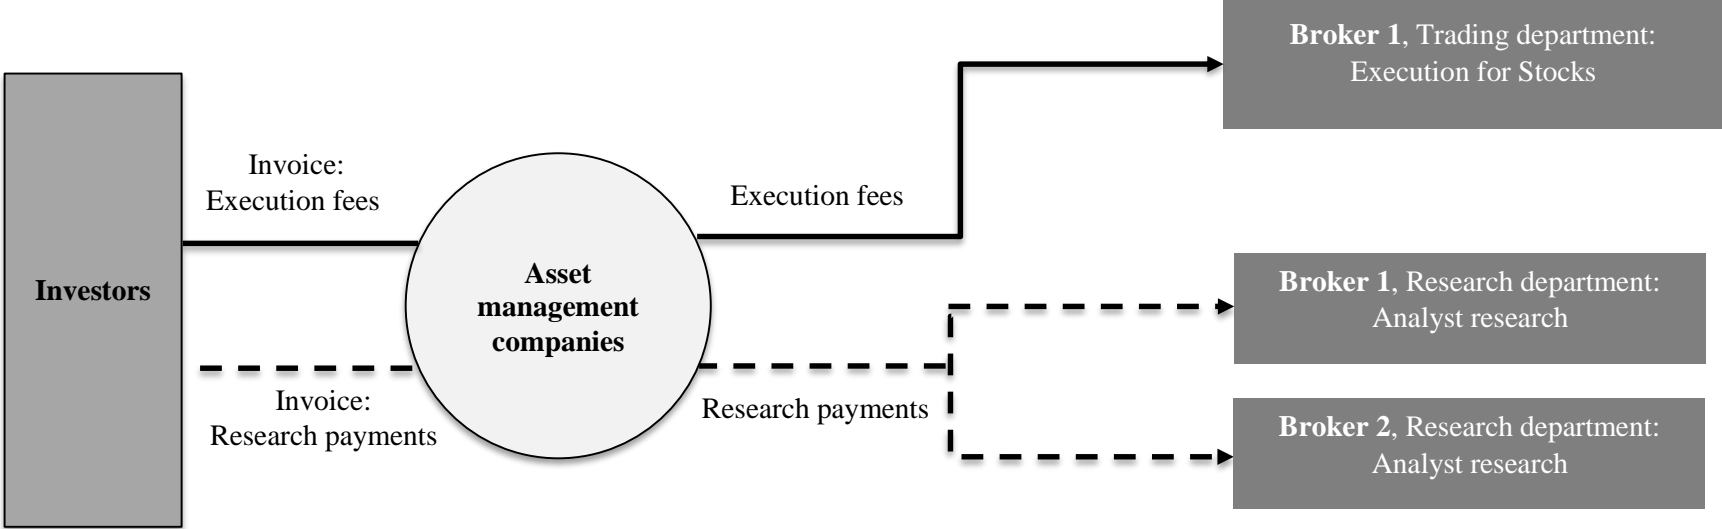 Investors
Invoice:
Execution fees
Invoice:
Research payments
Asset
management
companies
Execution fees
Research payments
Broker 1, Trading department:
Execution for Stocks
Broker 1, Research department:
Analyst research
Broker 2, Research department:
Analyst research